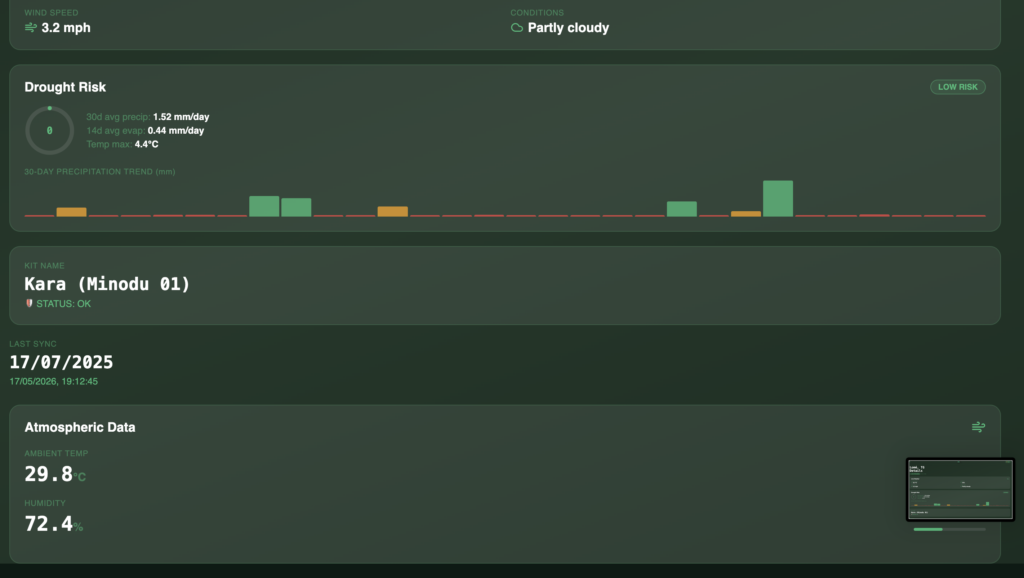 WIND SPEED
3.2 mph
CONDITIONS
Partly cloudy
Drought Risk
LOW RISK
0
30d avg precip: 1.52 mm/day
14d avg evap: 0.44 mm/day
Temp max: 4.4°C
30-DAY PRECIPITATION TREND (mm)
KIT NAME
Kara (Minodu 01)
STATUS: OK
LAST SYNC
17/07/2025
17/05/2026, 19:12:45
Atmospheric Data
AMBIENT TEMP
29.8°C
HUMIDITY
72.4%